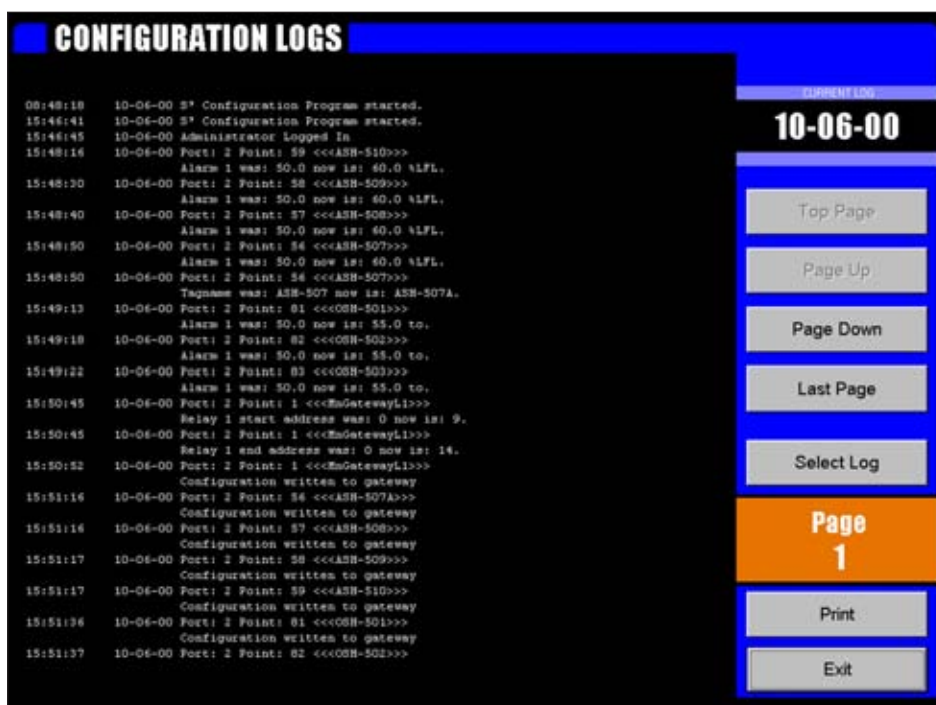 CONFIGURATION LOGS
08:48:18 10-06-00 S³ Configuration Program started.
15:46:41 10-06-00 S³ Configuration Program started.
15:46:45 10-06-00 Administrator Logged In
15:48:16 10-06-00 Port: 2 Point: 59 <<<ASH-510>>>
Alarm 1 was: 50.0 now is: 60.0 %LFL.
15:48:30 10-06-00 Port: 2 Point: 58 <<<ASH-509>>>
Alarm 1 was: 50.0 now is: 60.0 %LFL.
15:48:40 10-06-00 Port: 2 Point: 57 <<<ASH-508>>>
Alarm 1 was: 50.0 now is: 60.0 %LFL.
15:48:50 10-06-00 Port: 2 Point: 56 <<<ASH-507>>>
Alarm 1 was: 50.0 now is: 60.0 %LFL.
15:48:50 10-06-00 Port: 2 Point: 56 <<<ASH-507>>>
Tagname was: ASH-507 now is: ASH-507A.
15:49:13 10-06-00 Port: 2 Point: 81 <<<OSH-501>>>
Alarm 1 was: 50.0 now is: 55.0 to.
15:49:18 10-06-00 Port: 2 Point: 82 <<<OSH-502>>>
Alarm 1 was: 50.0 now is: 55.0 to.
15:49:22 10-06-00 Port: 2 Point: 83 <<<OSH-503>>>
Alarm 1 was: 50.0 now is: 55.0 to.
15:50:45 10-06-00 Port: 2 Point: 1 <<<MnGatewayL1>>>
Relay 1 start address was: 0 now is: 9.
15:50:45 10-06-00 Port: 2 Point: 1 <<<MnGatewayL1>>>
Relay 1 end address was: 0 now is: 14.
15:50:52 10-06-00 Port: 2 Point: 1 <<<MnGatewayL1>>>
Configuration written to gateway
15:51:16 10-06-00 Port: 2 Point: 56 <<<ASH-507A>>>
Configuration written to gateway
15:51:16 10-06-00 Port: 2 Point: 57 <<<ASH-508>>>
Configuration written to gateway
15:51:17 10-06-00 Port: 2 Point: 58 <<<ASH-509>>>
Configuration written to gateway
15:51:17 10-06-00 Port: 2 Point: 59 <<<ASH-510>>>
Configuration written to gateway
15:51:36 10-06-00 Port: 2 Point: 81 <<<OSH-501>>>
Configuration written to gateway
15:51:37 10-06-00 Port: 2 Point: 82 <<<OSH-502>>>
CURRENT LOG
10-06-00
Top Page
Page Up
Page Down
Last Page
Select Log
Page
1
Print
Exit